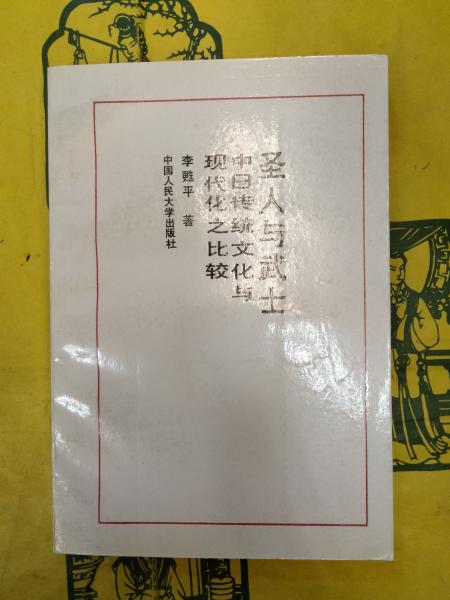 圣人与武士
中日传统文化与
现代化之比较
李甦平 著
中国人民大学出版社